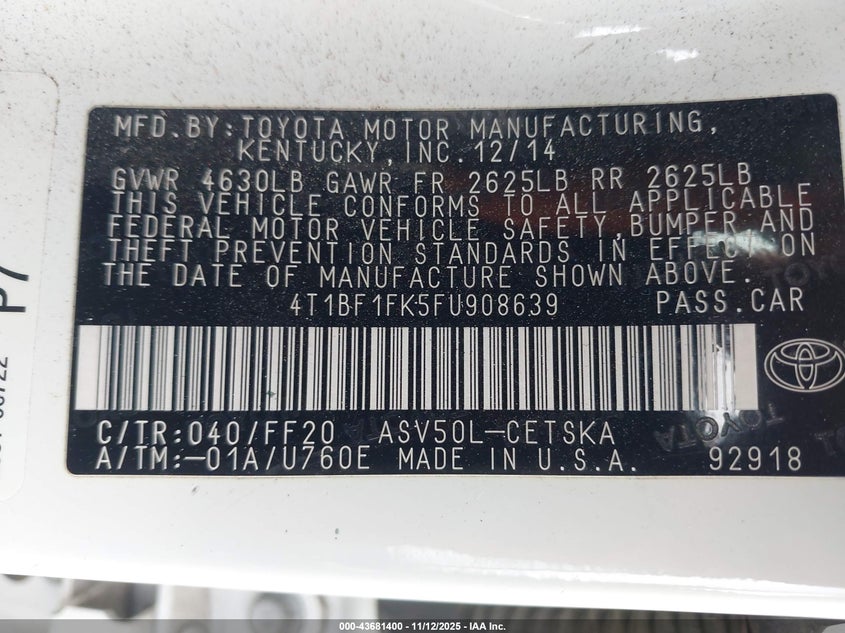 MFD.BY:TOYOTA MOTOR MANUFACTURING,
KENTUCKY,INC.12/14
GVWR 4630LB GAWR FR 2625LB RR 2625LB
THIS VEHICLE CONFORMS TO ALL APPLICABLE
FEDERAL MOTOR VEHICLE SAFETY,BUMPER,AND
THEFT PREVENTION STANDARDS IN EFFECT ON
THE DATE OF MANUFACTURE SHOWN ABOVE.
4T1BF1FK5FU908639 PASS.CAR
C/TR:040/FF20 ASV50L-CETSKA
A/TM:-01A/U760E MADE IN U.S.A. 92918
TOYOTA
P7
000-43681400 - 11/12/2025 - IAA Inc.